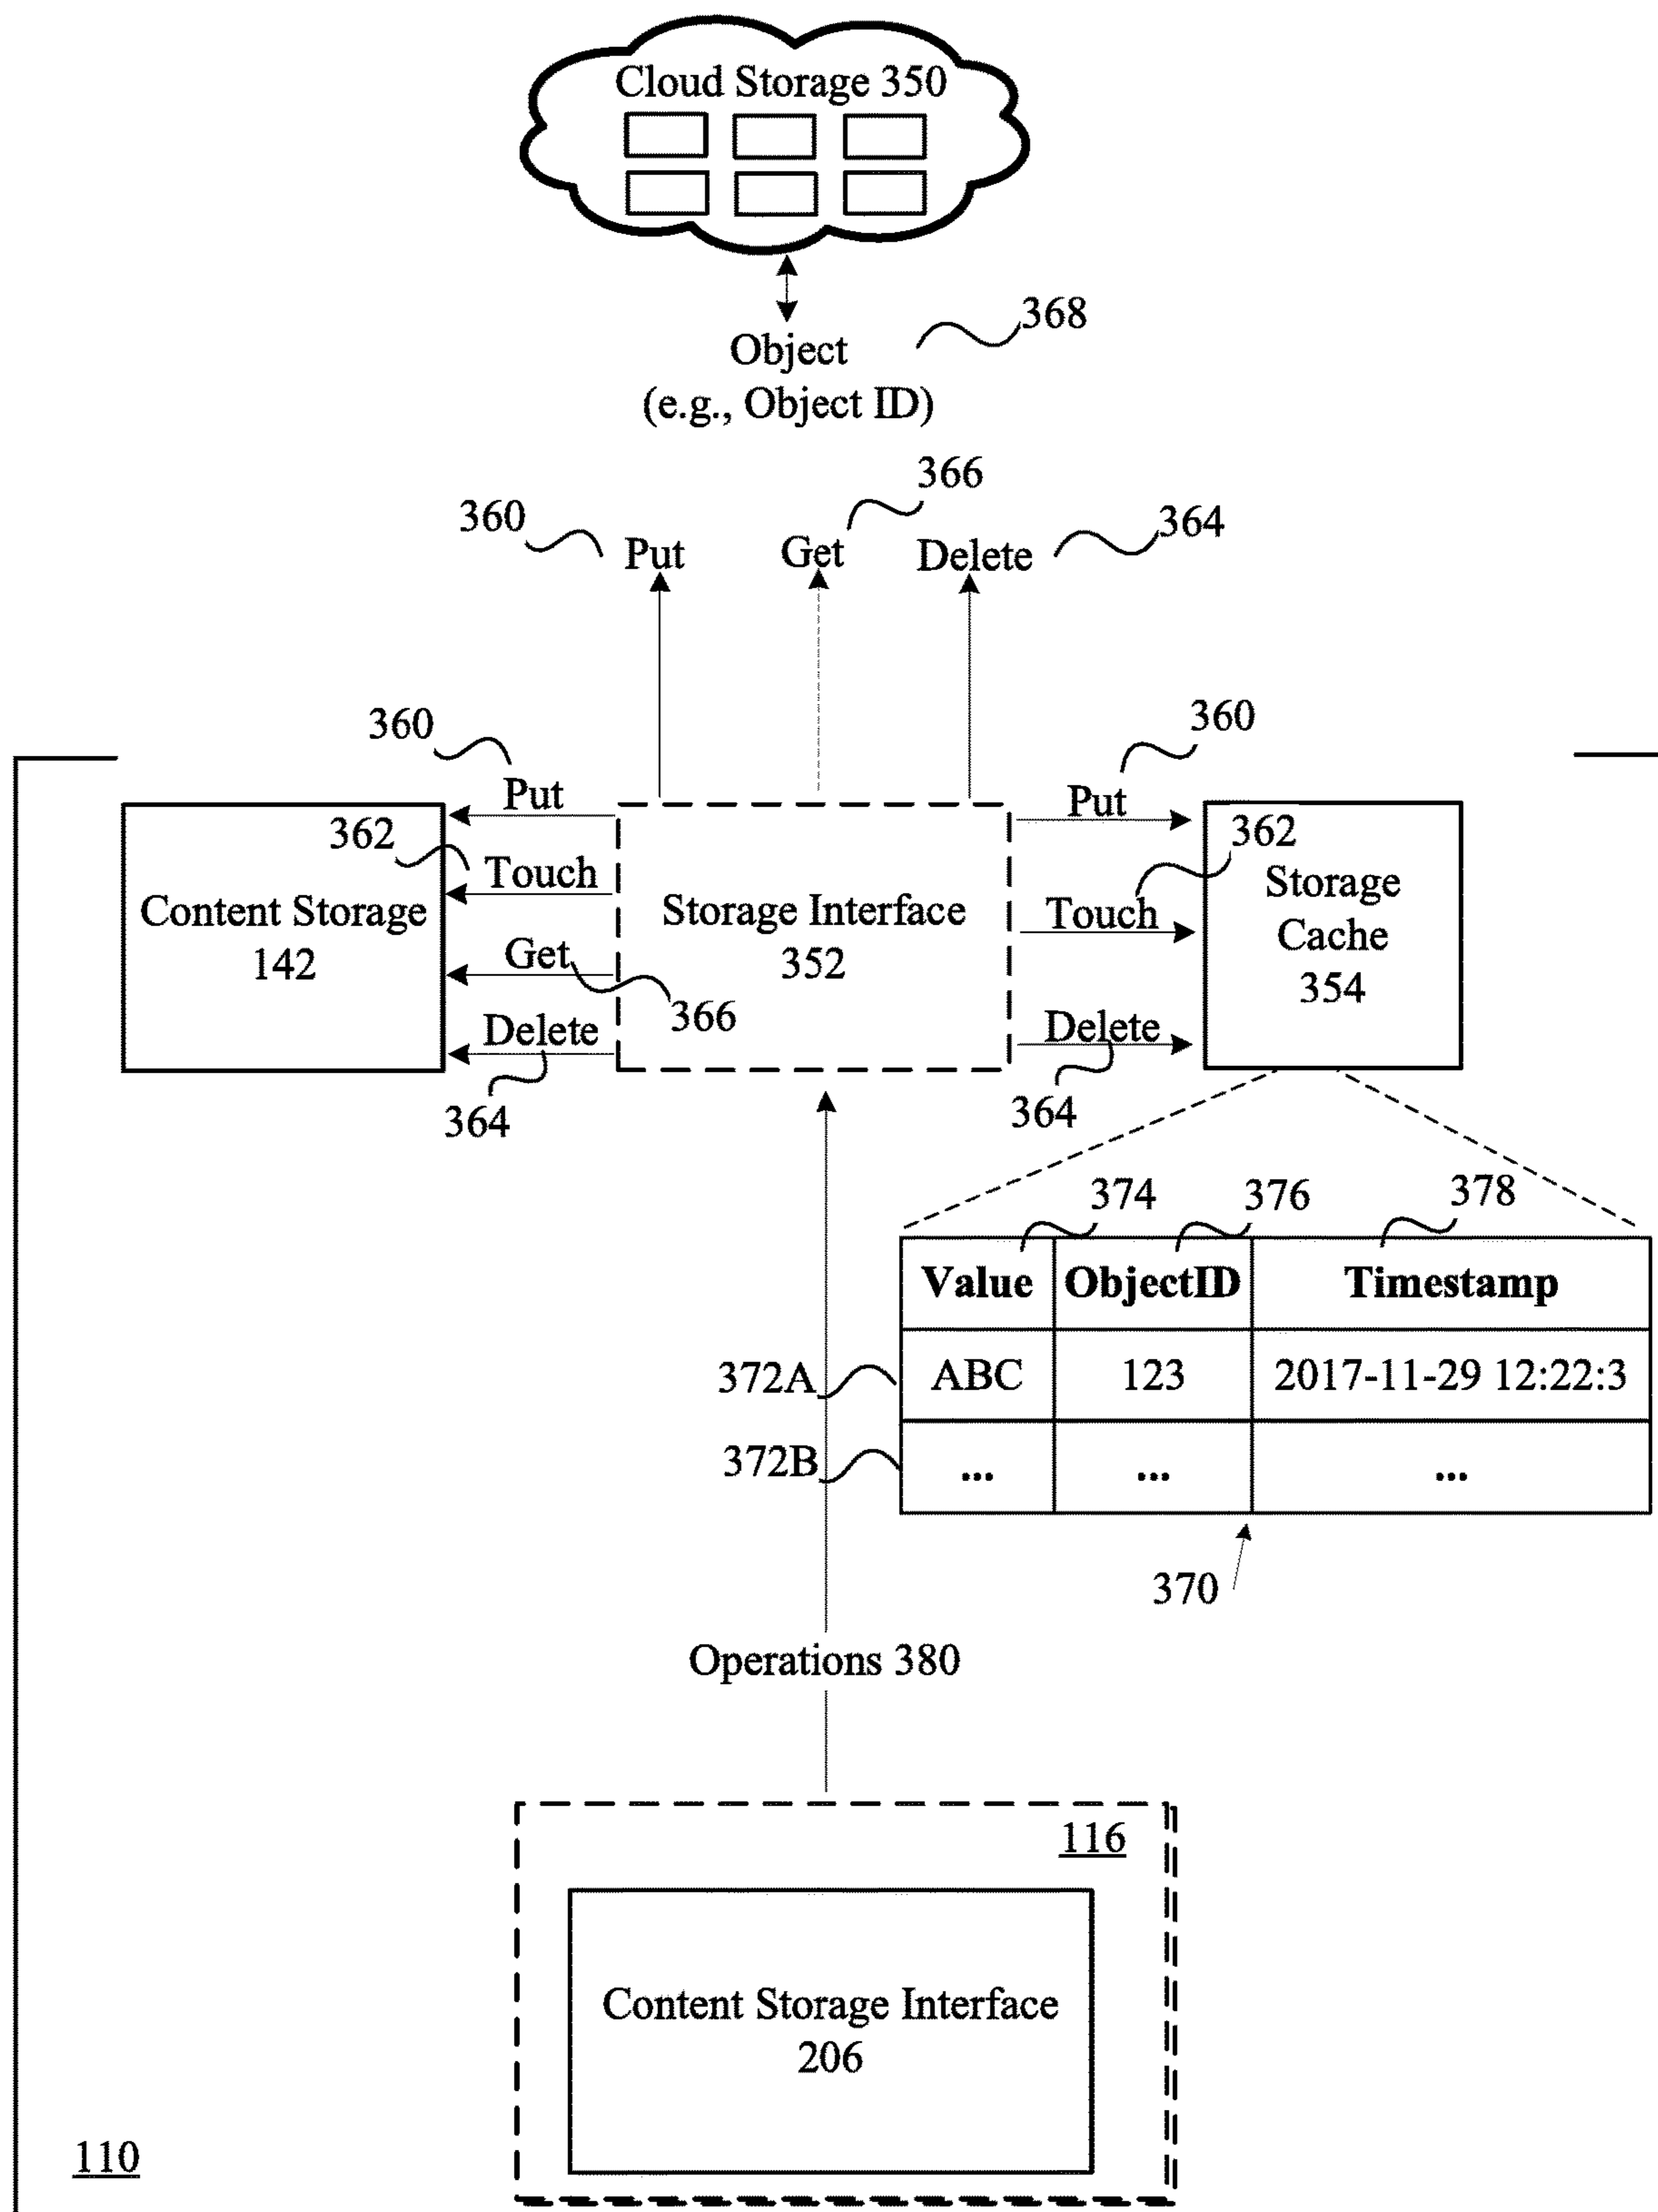 Cloud Storage 350
368
Object
(e.g., Object ID)
366
360
364
Put
Get
Delete
360
360
Put
Put
362
362
Touch
Storage
Content Storage
Storage Interface
Touch
Cache
142
Get
352
354
366
Delete
Delete
364
364
374
376
378
Value ObjectID Timestamp
372A
ABC 123 2017-11-29 12:22:3
372B
... ... ...
370
Operations 380
116
Content Storage Interface
206
110